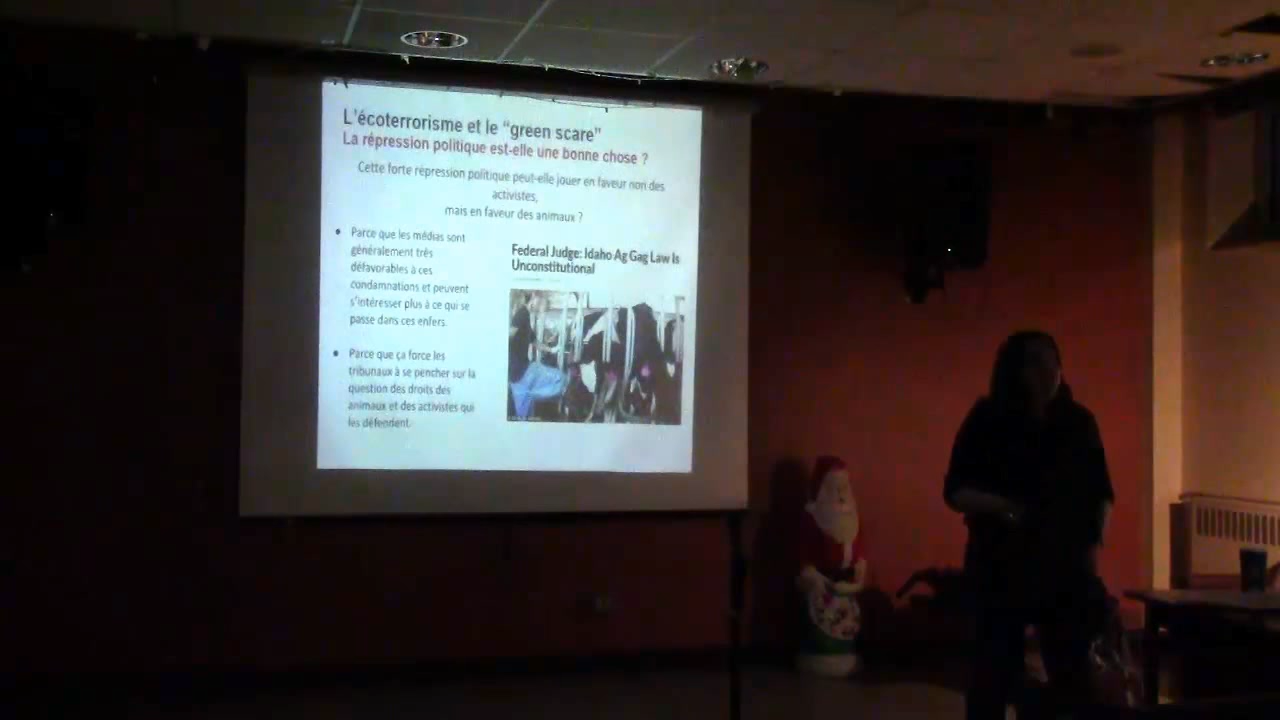 L'écoterrorisme et le "green scare"
La répression politique est-elle une bonne chose ?
Cette forte répression politique peut-elle jouer en faveur non des
activistes,
mais en faveur des animaux ?
• Parce que les médias sont
généralement très
défavorables à ces
condamnations et peuvent
s'intéresser plus à ce qui se
passe dans ces enfers.
• Parce que ça force les
tribunaux à se pencher sur la
question des droits des
animaux et des activistes qui
les défendent.
Federal Judge: Idaho Ag Gag Law Is
Unconstitutional